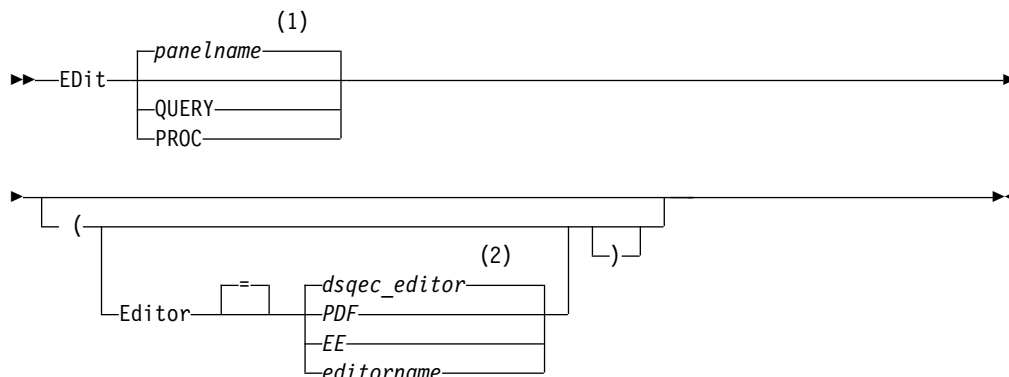 (1)
panelname
EDit
QUERY
PROC
(
)
(2)
=
dsqec_editor
Editor
PDF
EE
editorname